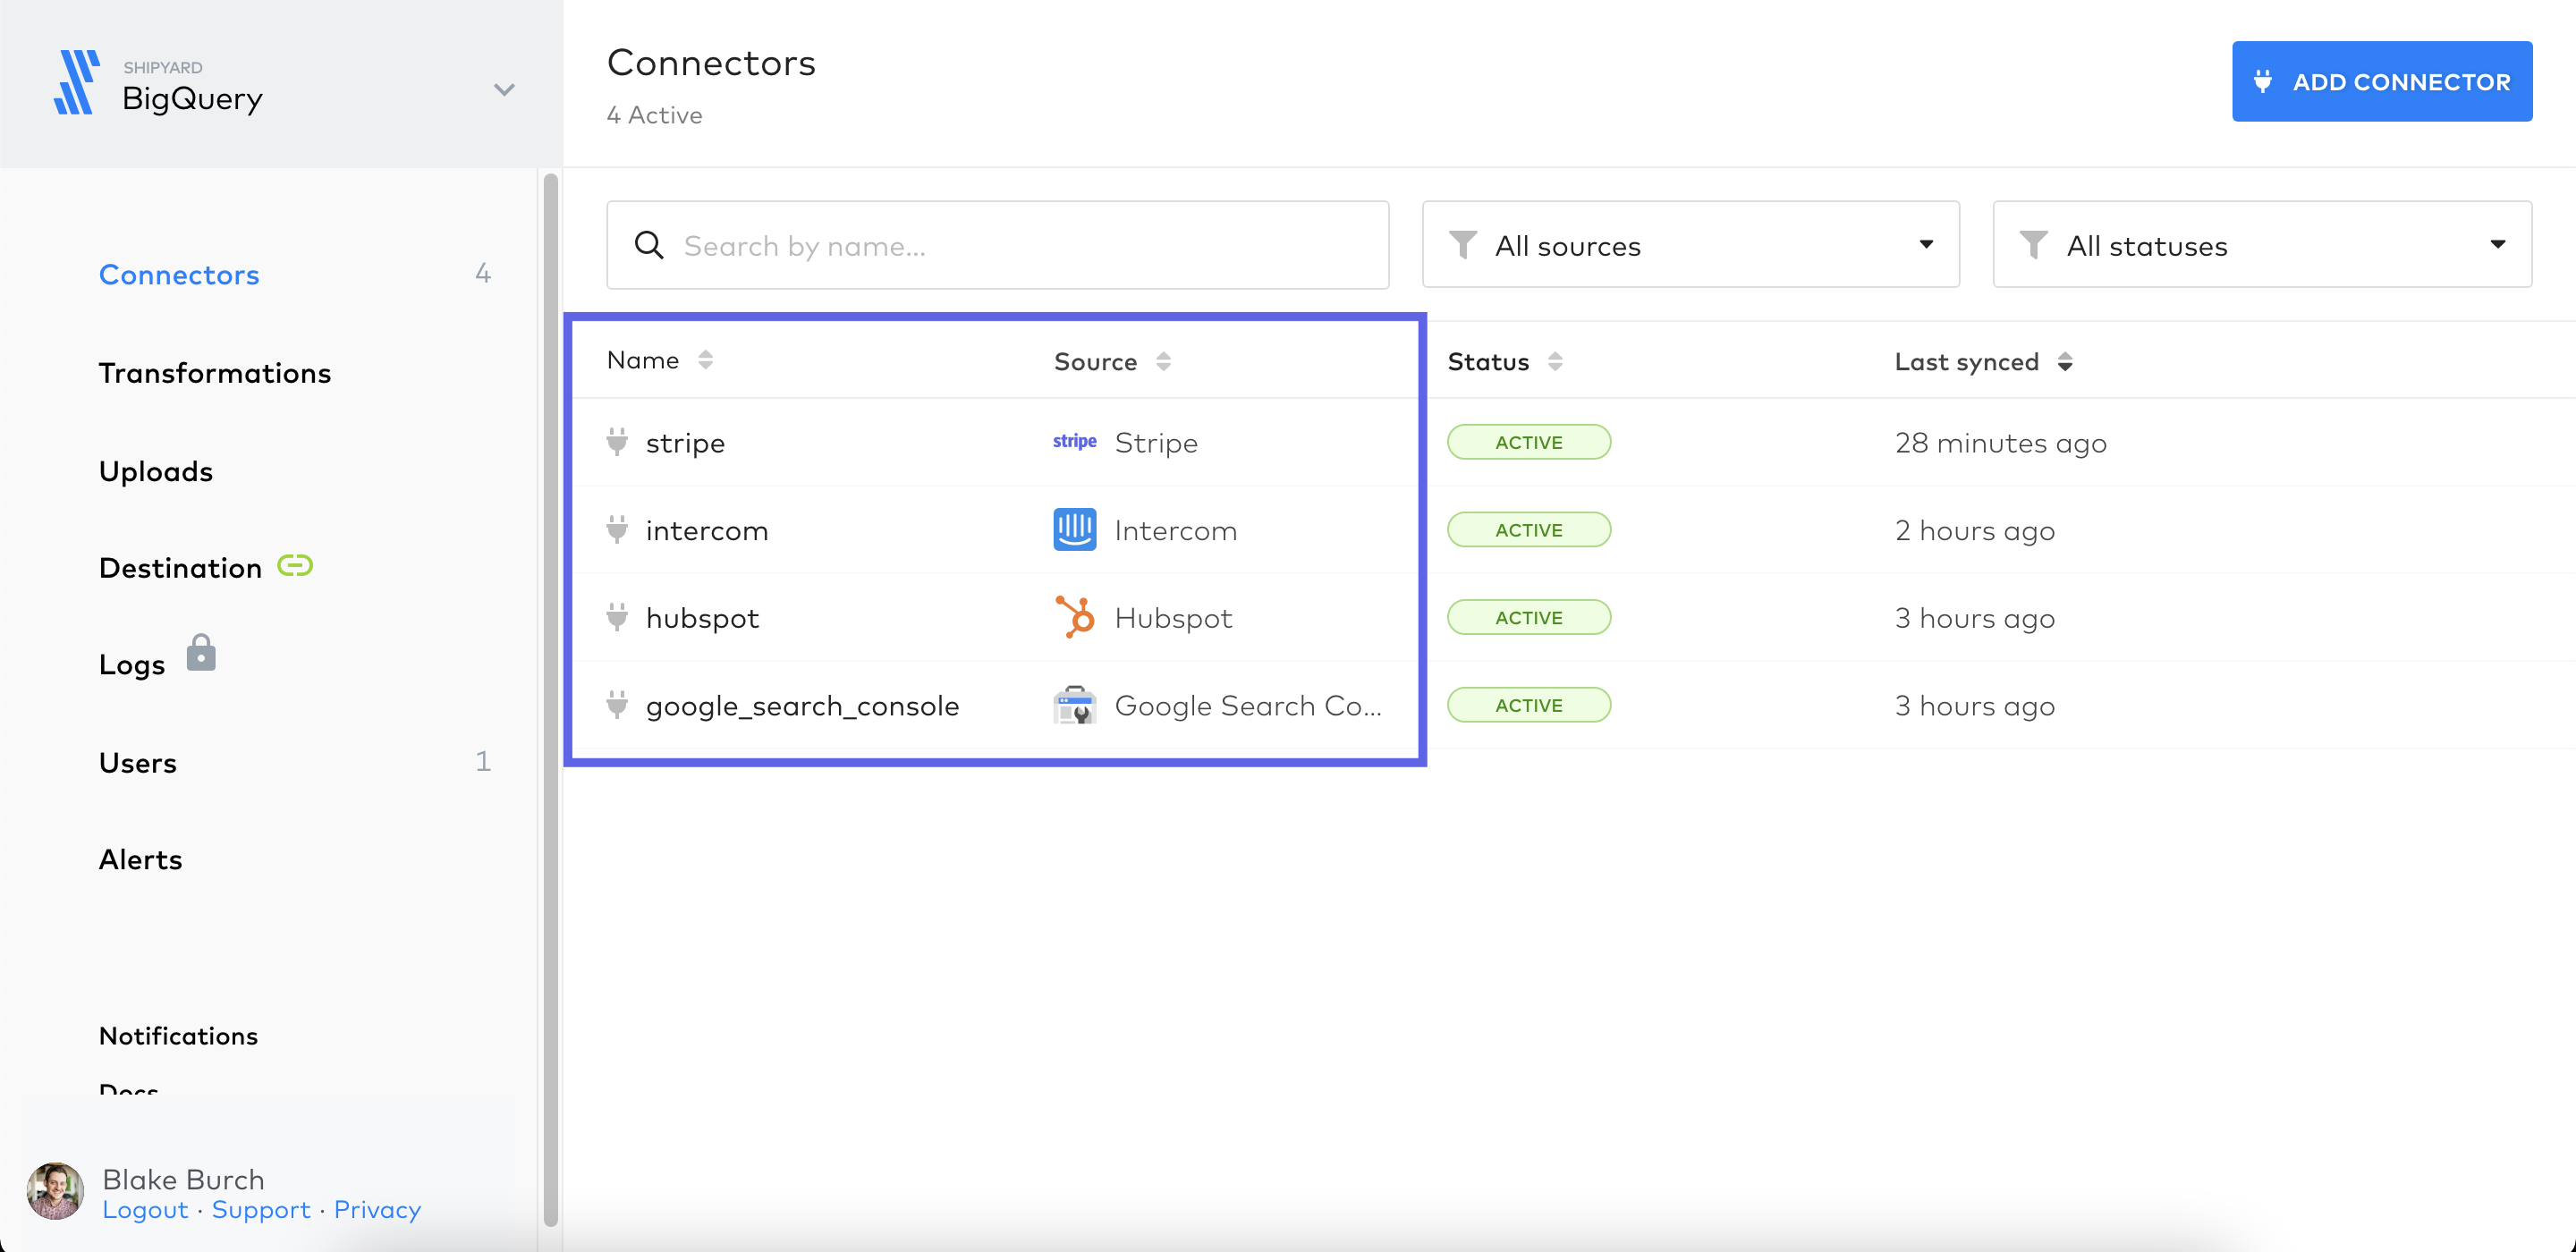 SHIPYARD
BigQuery
Connectors 4
Transformations
Uploads
Destination
Logs
Users 1
Alerts
Notifications
Docs
Blake Burch
Logout · Support · Privacy
Connectors
4 Active
ADD CONNECTOR
Search by name...
All sources
All statuses
Name Source Status Last synced
stripe stripe Stripe ACTIVE 28 minutes ago
intercom Intercom ACTIVE 2 hours ago
hubspot Hubspot ACTIVE 3 hours ago
google_search_console Google Search Co... ACTIVE 3 hours ago